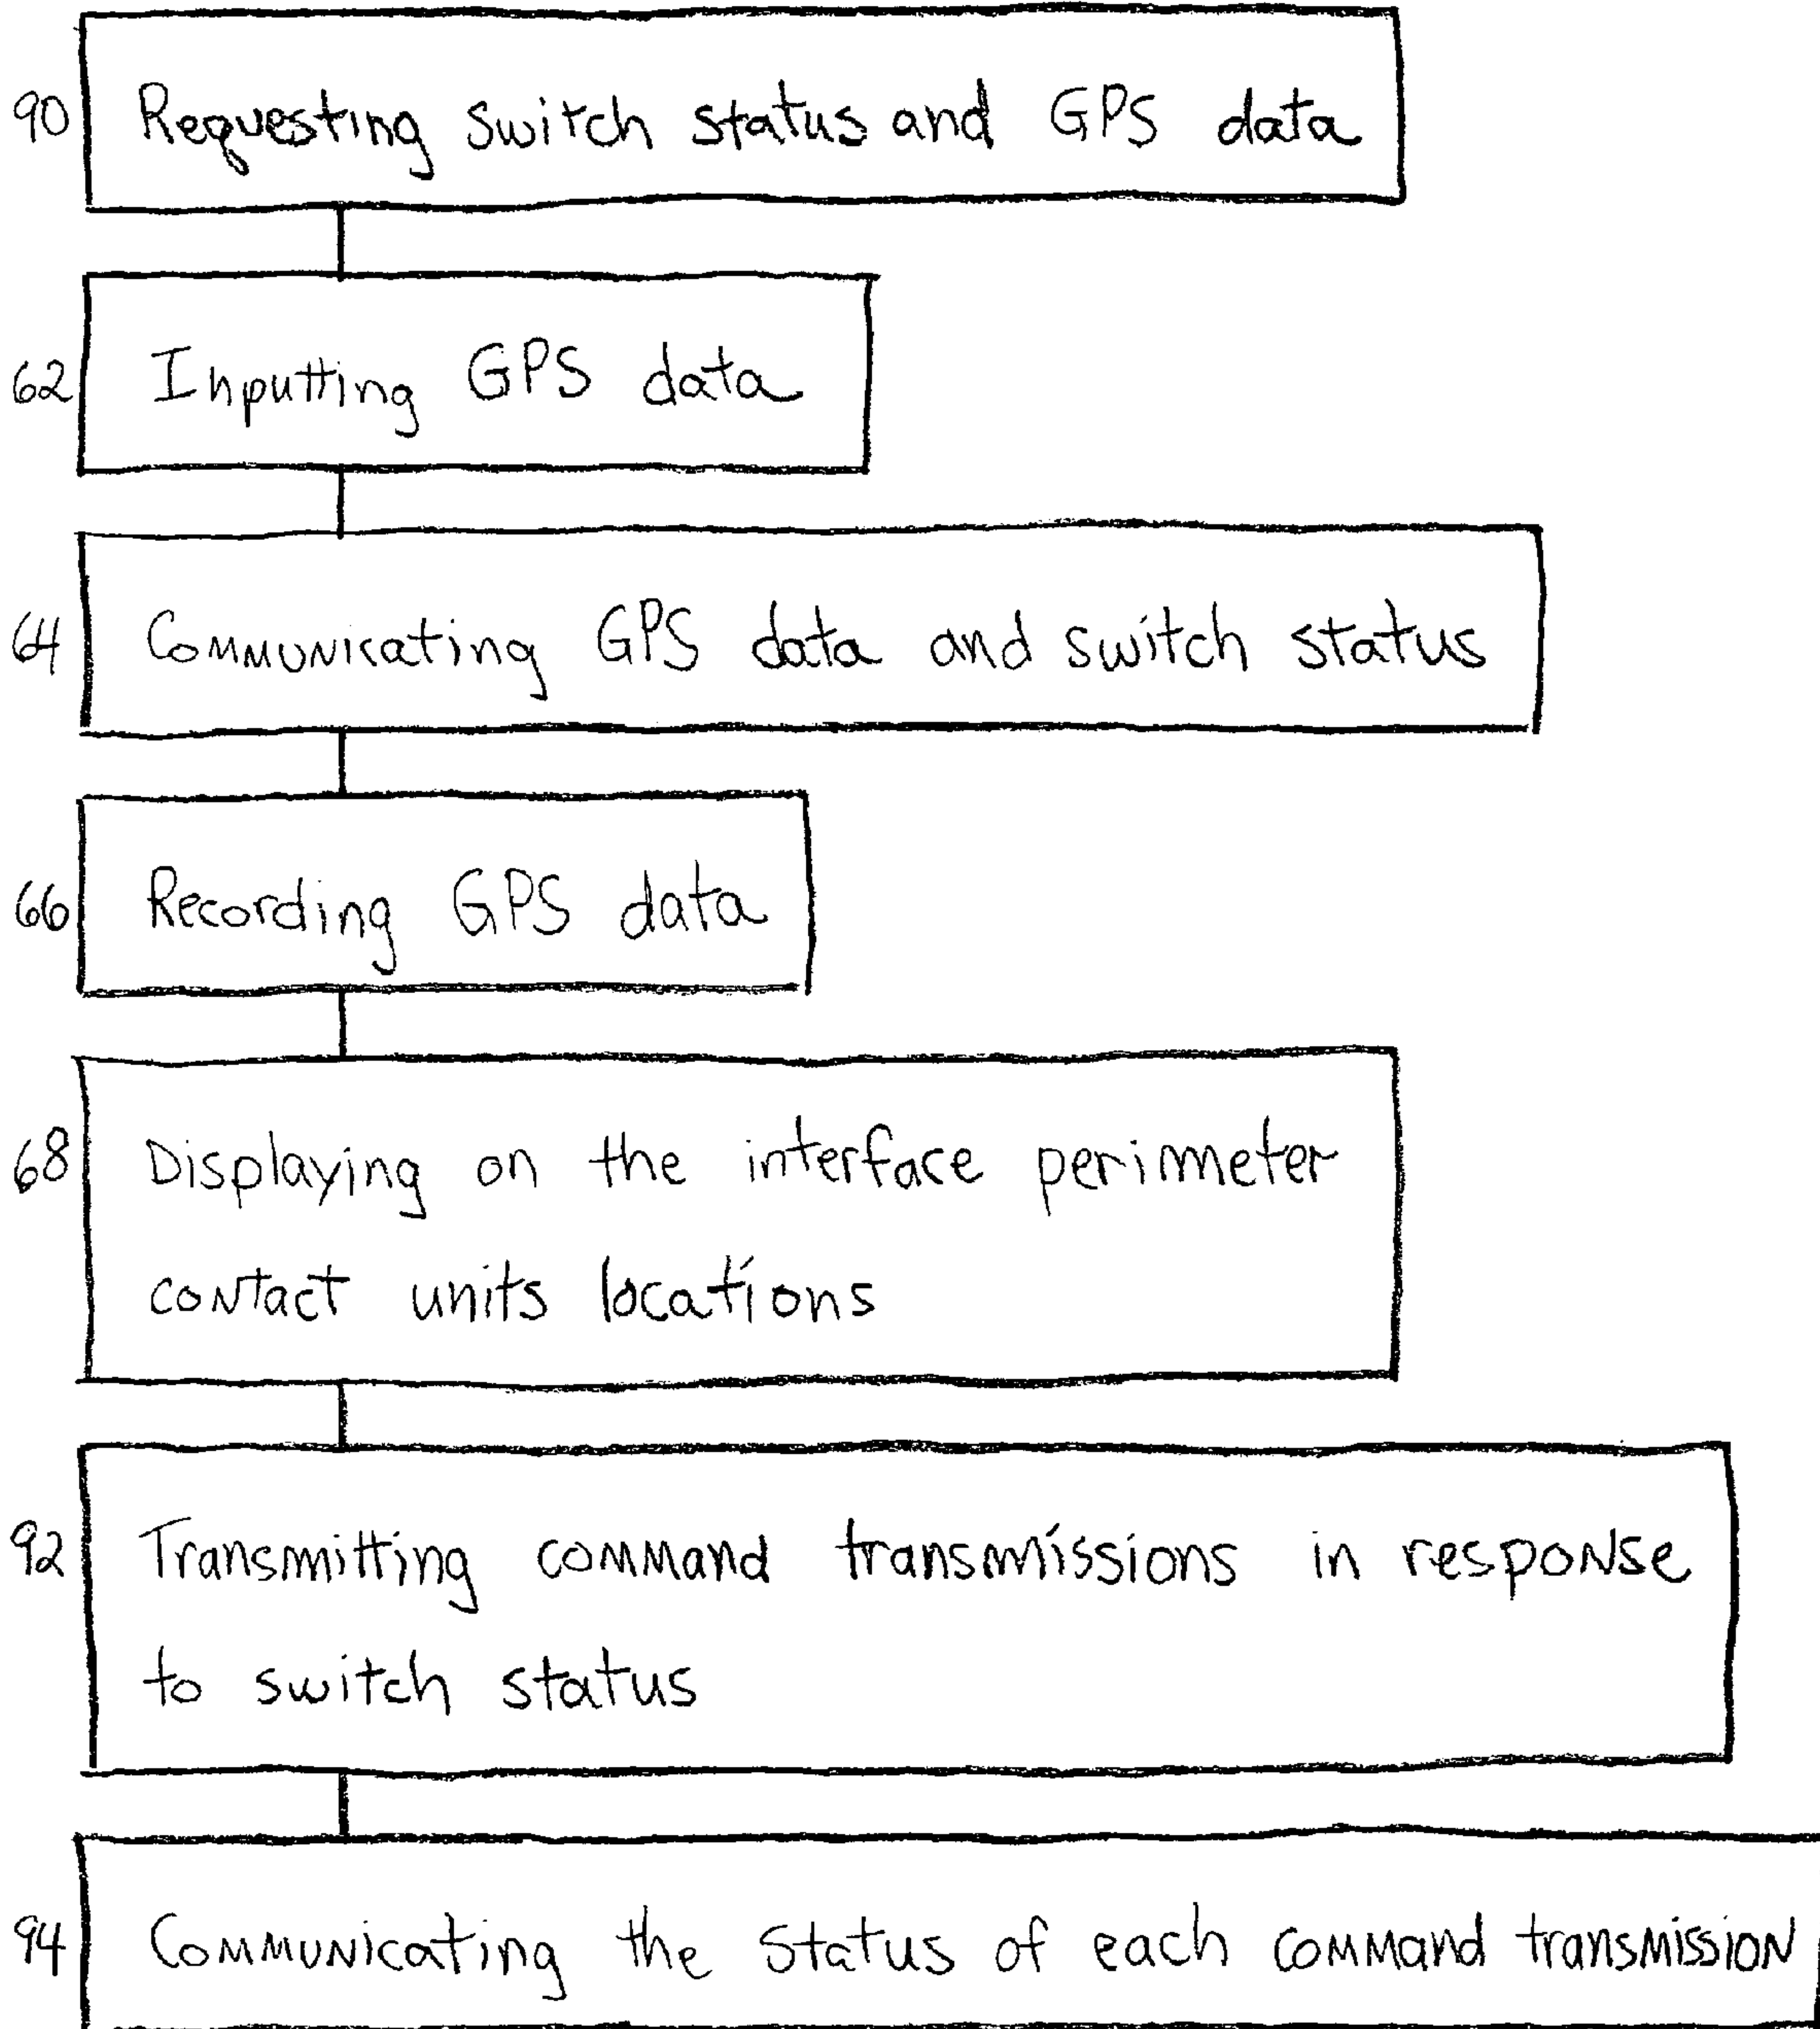 90 Requesting switch status and GPS data
62 Inputting GPS data
64 Communicating GPS data and switch status
66 Recording GPS data
68 Displaying on the interface perimeter
contact units locations
92 Transmitting command transmissions in response
to switch status
94 Communicating the status of each command transmission